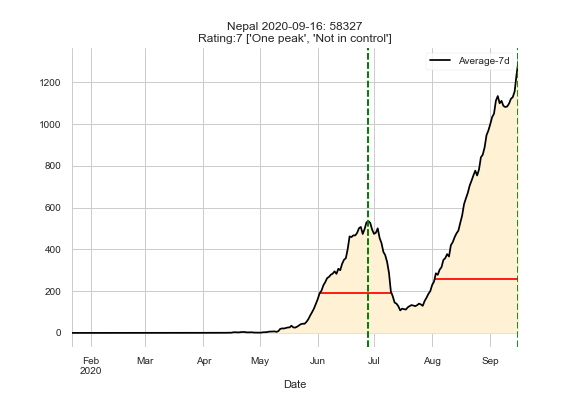 Nepal 2020-09-16: 58327
Rating:7 ['One peak', 'Not in control']
Average-7d
1200
1000
800
600
400
200
0
Feb Mar Apr May Jun Jul Aug Sep
2020
Date